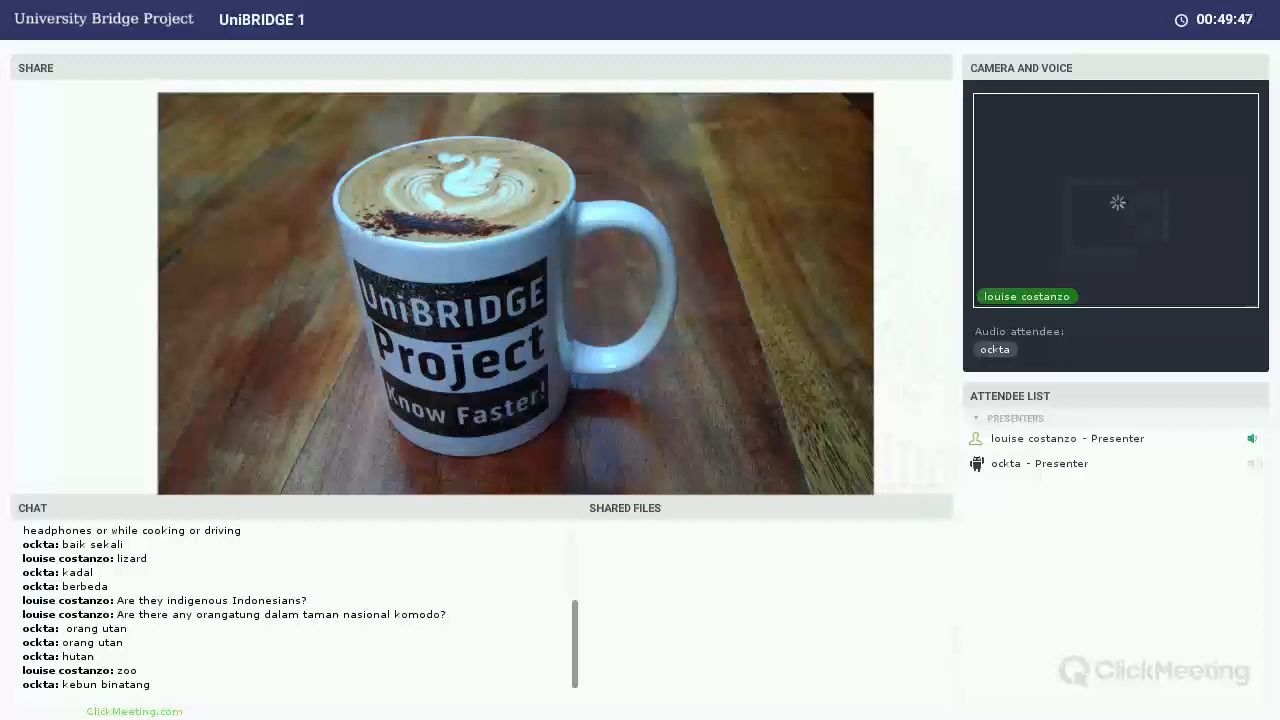 University Bridge Project UniBRIDGE 1 00:49:47
SHARE
UniBRIDGE
Project
Know Faster!
CAMERA AND VOICE
louise costanzo
Audio attendee:
ockta
ATTENDEE LIST
PRESENTERS
louise costanzo - Presenter
ockta - Presenter
CHAT
headphones or while cooking or driving
ockta: baik sekali
louise costanzo: lizard
ockta: kadal
ockta: berbeda
louise costanzo: Are they indigenous Indonesians?
louise costanzo: Are there any orangatung dalam taman nasional komodo?
ockta: orang utan
ockta: orang utan
ockta: hutan
louise costanzo: zoo
ockta: kebun binatang
ClickMeeting.com
SHARED FILES
ClickMeeting